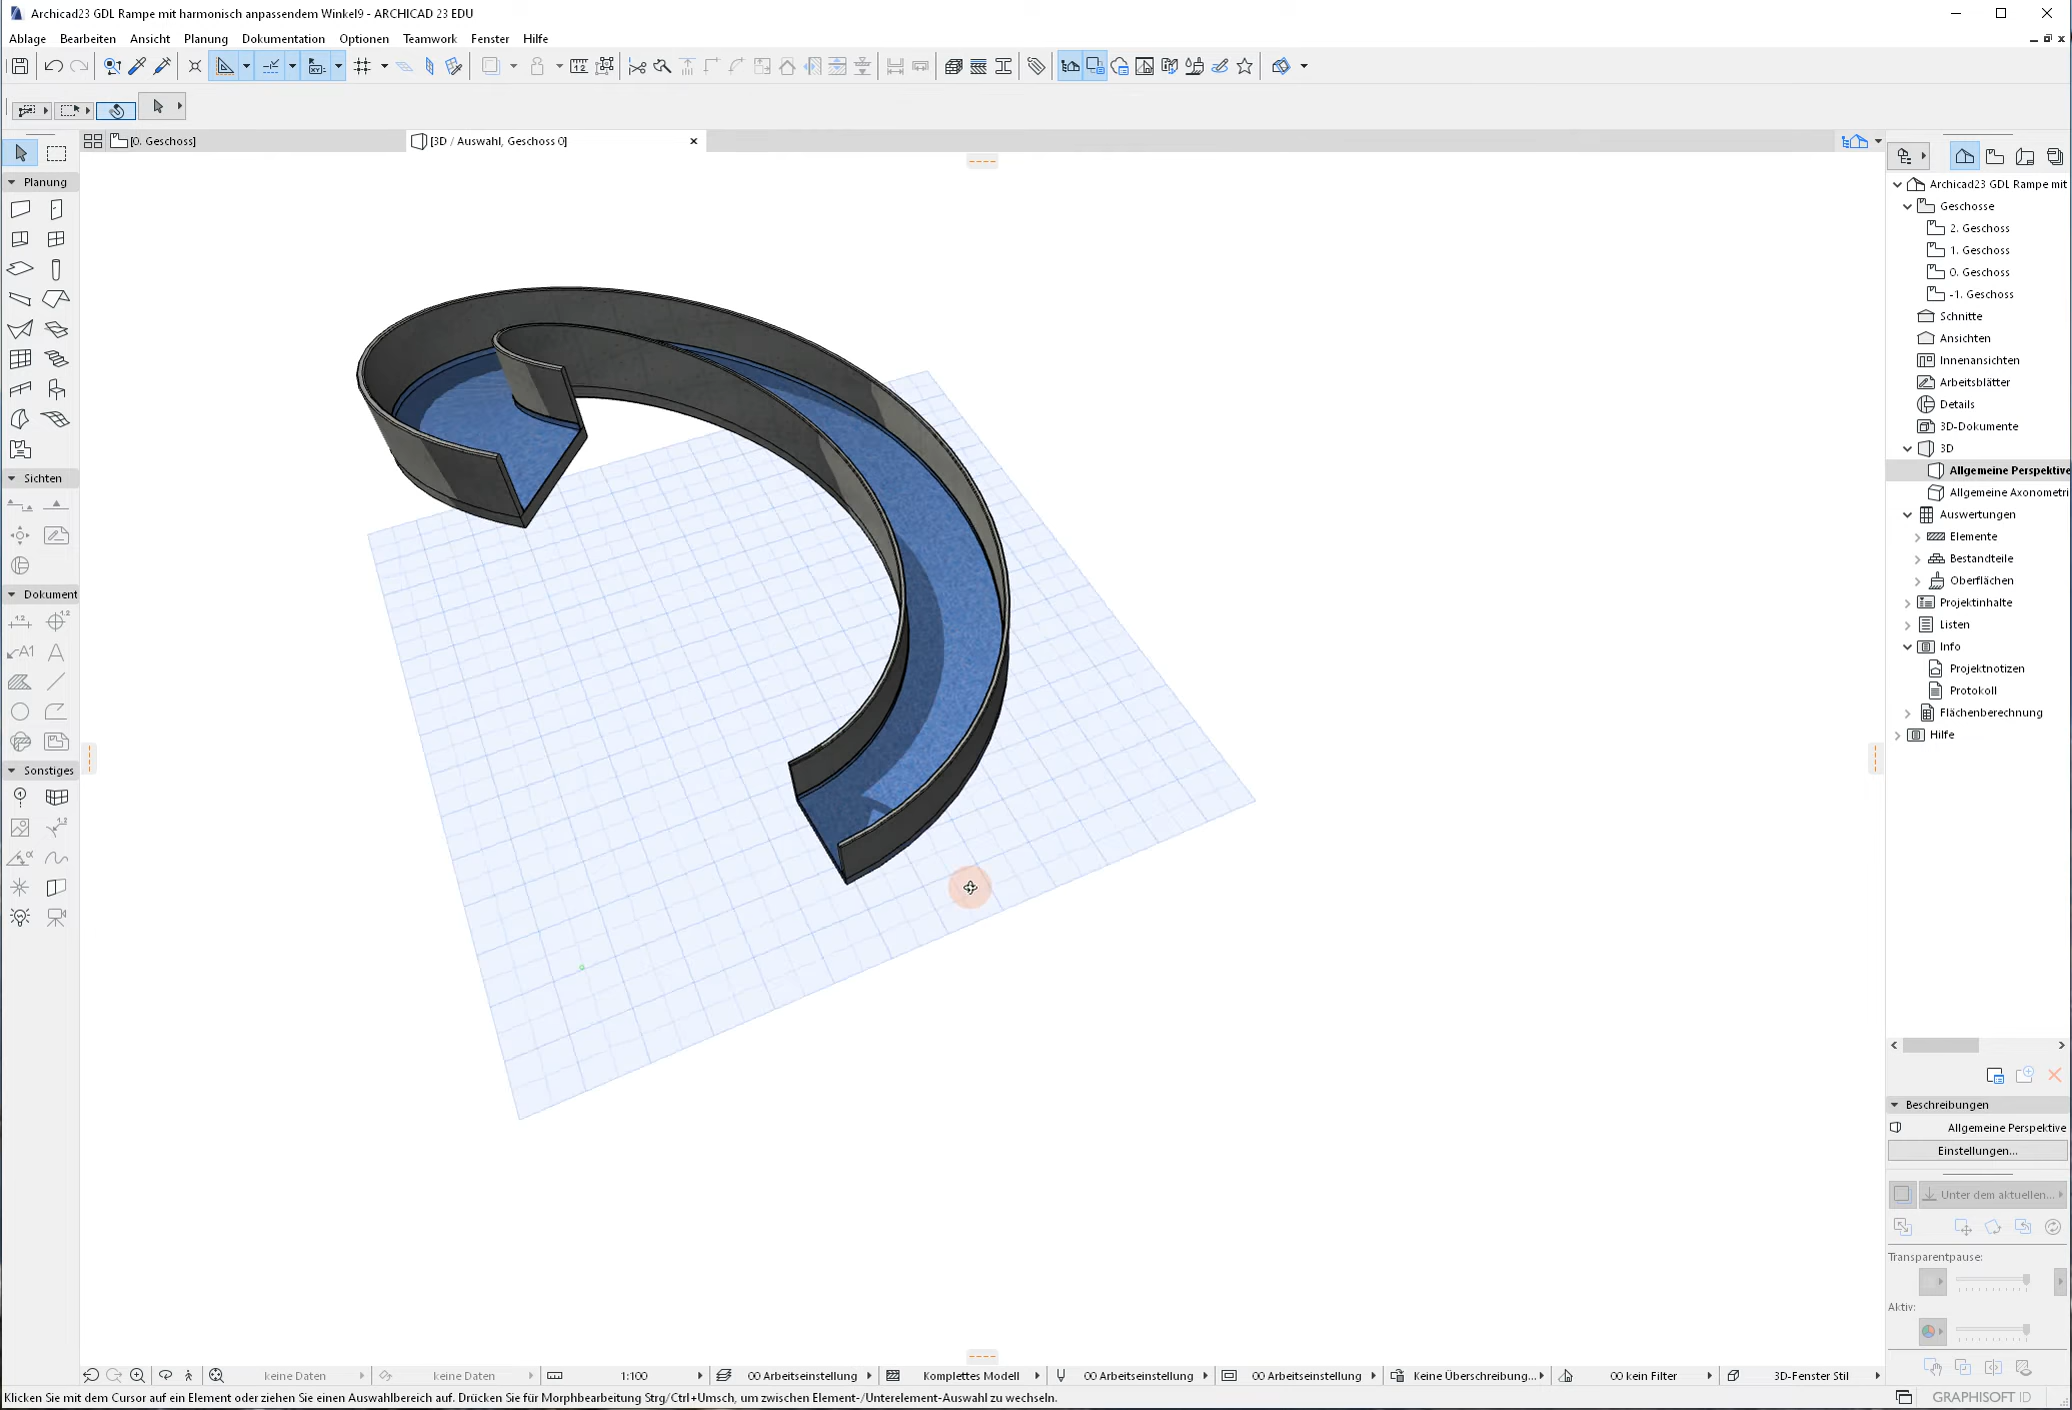 Archicad23 GDL Rampe mit harmonisch anpassendem Winkel9 - ARCHICAD 23 EDU
Ablage Bearbeiten Ansicht Planung Dokumentation Optionen Teamwork Fenster Hilfe
[0. Geschoss]
[3D / Auswahl, Geschoss 0]
Planung
Sichten
Dokument
Sonstiges
Archicad23 GDL Rampe mit
Geschosse
2. Geschoss
1. Geschoss
0. Geschoss
-1. Geschoss
Schnitte
Ansichten
Innenansichten
Arbeitsblätter
Details
3D-Dokumente
3D
Allgemeine Perspektive
Allgemeine Axonometri
Auswertungen
Elemente
Bestandteile
Oberflächen
Projektinhalte
Listen
Info
Projektnotizen
Protokoll
Flächenberechnung
Hilfe
Beschreibungen
Allgemeine Perspektive
Einstellungen...
Unter dem aktuellen...
Transparentpause:
Aktiv:
keine Daten keine Daten 1:100 00 Arbeitseinstellung Komplettes Modell 00 Arbeitseinstellung 00 Arbeitseinstellung Keine Überschreibung... 00 kein Filter 3D-Fenster Stil
Klicken Sie mit dem Cursor auf ein Element oder ziehen Sie einen Auswahlbereich auf. Drücken Sie für Morphbearbeitung Strg/Ctrl+Umsch, um zwischen Element-/Unterelement-Auswahl zu wechseln.
GRAPHISOFT ID